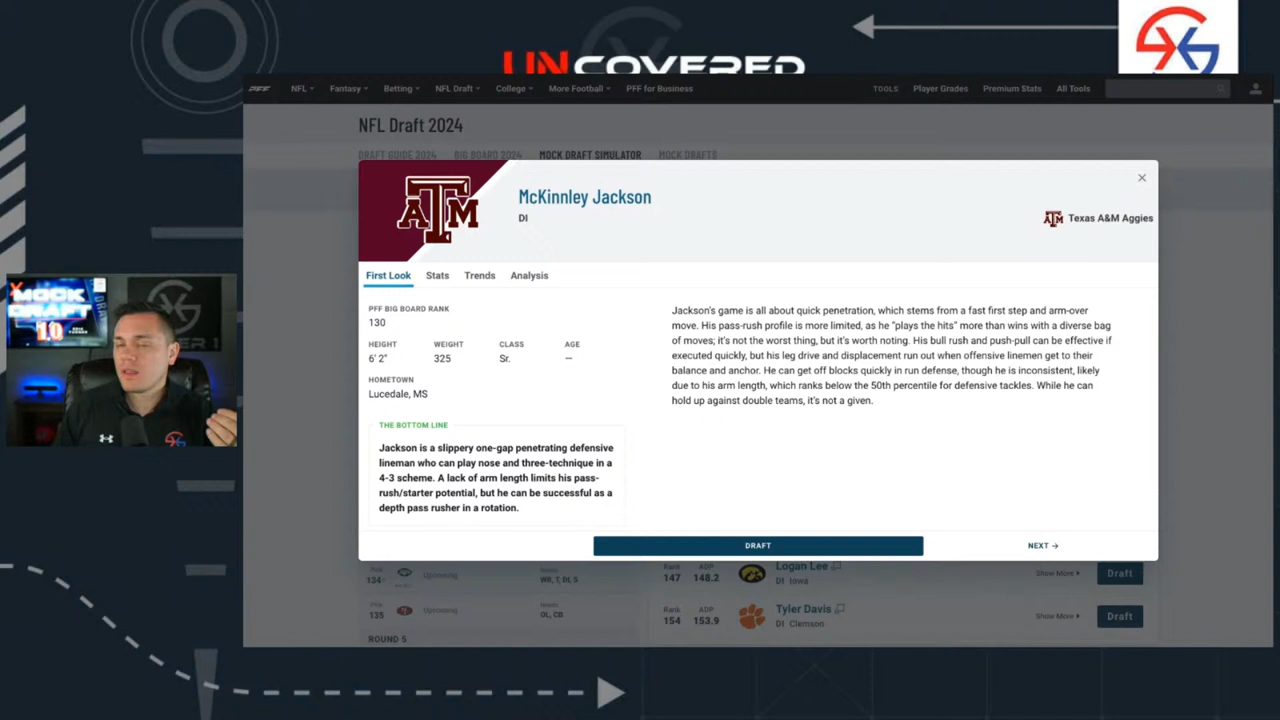 UNCOVERED
PFF NFL Fantasy Betting NFL Draft College More Football PFF for Business TOOLS Player Grades Premium Stats All Tools
NFL Draft 2024
DRAFT GUIDE 2024 BIG BOARD 2024 MOCK DRAFT SIMULATOR MOCK DRAFTS
ATM
McKinnley Jackson
DI
Texas A&M Aggies
First Look Stats Trends Analysis
PFF BIG BOARD RANK
130
HEIGHT WEIGHT CLASS AGE
6' 2" 325 Sr. —
HOMETOWN
Lucedale, MS
THE BOTTOM LINE
Jackson is a slippery one-gap penetrating defensive
lineman who can play nose and three-technique in a
4-3 scheme. A lack of arm length limits his pass-
rush/starter potential, but he can be successful as a
depth pass rusher in a rotation.
Jackson's game is all about quick penetration, which stems from a fast first step and arm-over
move. His pass-rush profile is more limited, as he "plays the hits" more than wins with a diverse bag
of moves; it's not the worst thing, but it's worth noting. His bull rush and push-pull can be effective if
executed quickly, but his leg drive and displacement run out when offensive linemen get to their
balance and anchor. He can get off blocks quickly in run defense, though he is inconsistent, likely
due to his arm length, which ranks below the 50th percentile for defensive tackles. While he can
hold up against double teams, it's not a given.
DRAFT
NEXT →
124 Upcoming WR, T, DI, S
Pick
135 Upcoming Needs
OL, CB
ROUND 5
Rank ADP
147 148.2 Logan Lee
DI Iowa
Show More Draft
Rank ADP
154 153.9 Tyler Davis
DI Clemson
Show More Draft
MOCK
DRAFT
10